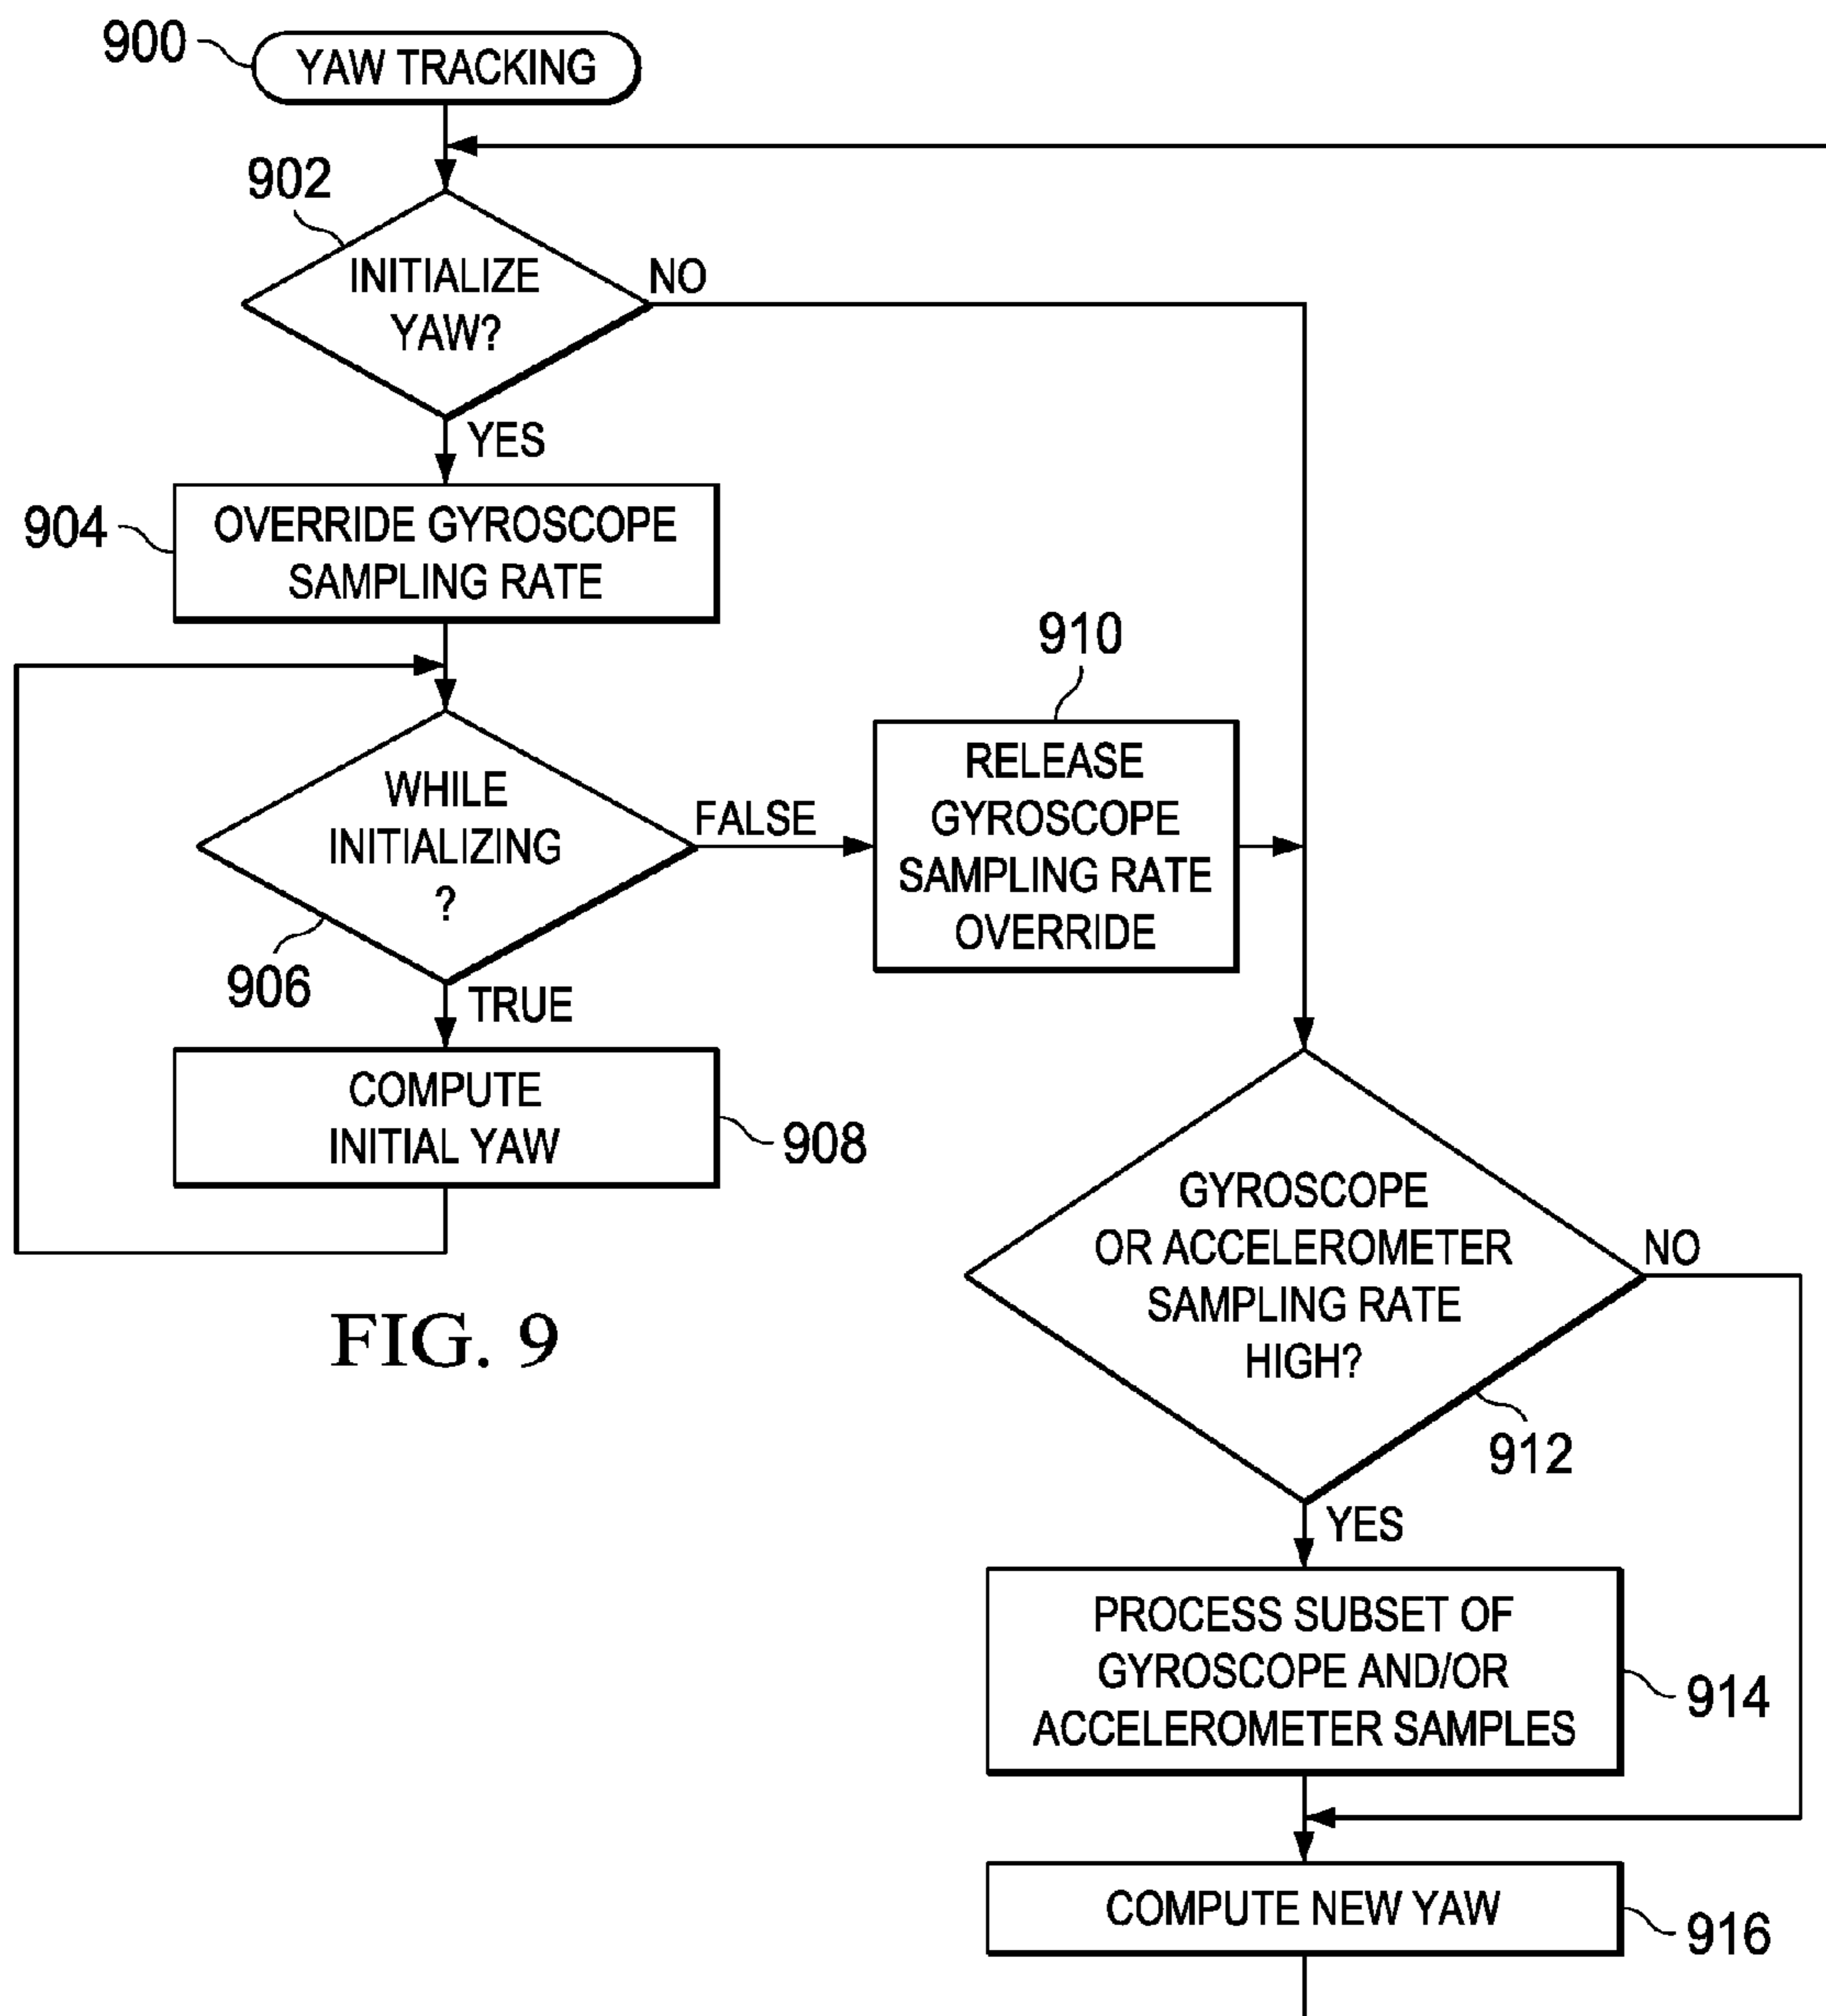 900
YAW TRACKING
902
INITIALIZE
YAW?
NO
YES
904
OVERRIDE GYROSCOPE
SAMPLING RATE
906
WHILE
INITIALIZING
?
FALSE
TRUE
910
RELEASE
GYROSCOPE
SAMPLING RATE
OVERRIDE
COMPUTE
INITIAL YAW
908
GYROSCOPE
OR ACCELEROMETER
SAMPLING RATE
HIGH?
NO
912
YES
PROCESS SUBSET OF
GYROSCOPE AND/OR
ACCELEROMETER SAMPLES
914
COMPUTE NEW YAW
916
FIG. 9